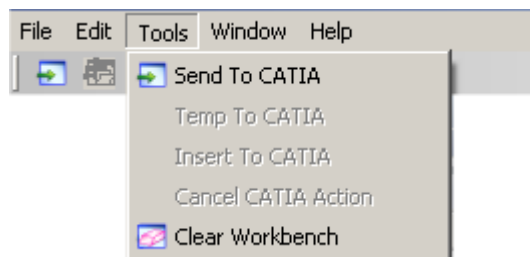 File Edit Tools Window Help
Send To CATIA
Temp To CATIA
Insert To CATIA
Cancel CATIA Action
Clear Workbench